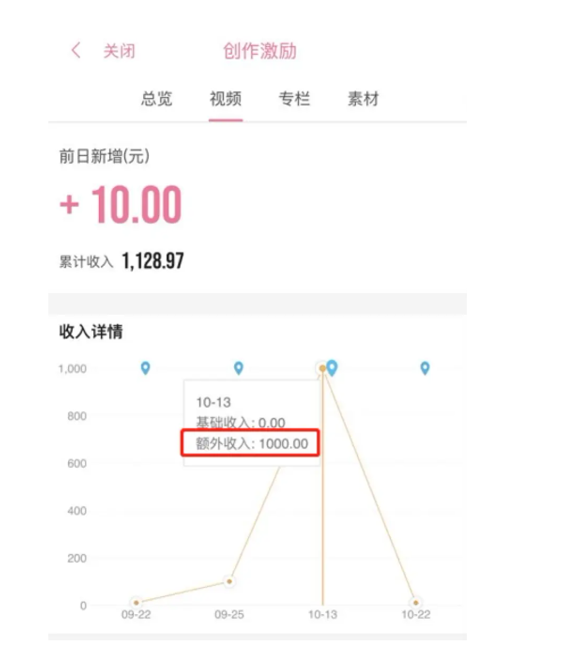 关闭 创作激励
总览 视频 专栏 素材
前日新增(元)
+ 10.00
累计收入 1,128.97
收入详情
1,000
800
600
400
200
0
10-13
基础收入: 0.00
额外收入: 1000.00
09-22 09-25 10-13 10-22